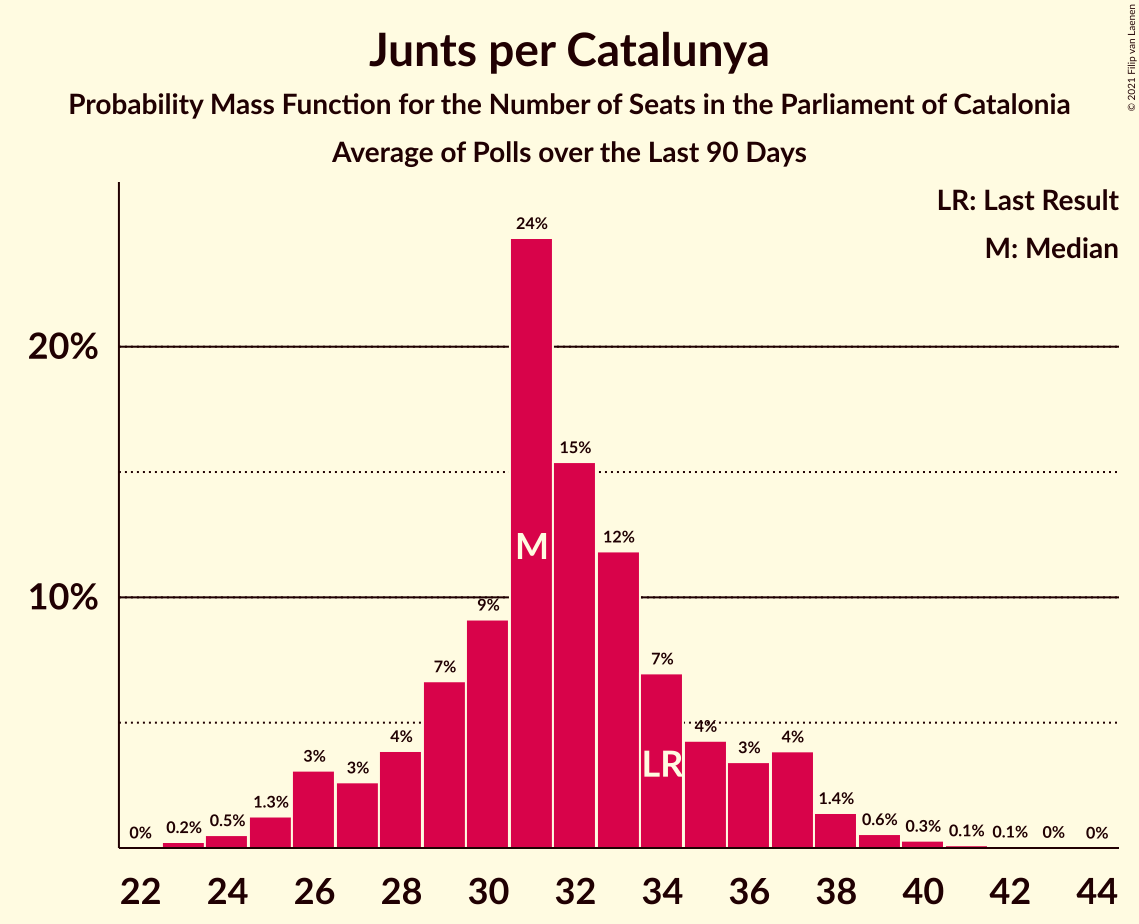 Junts per Catalunya
Probability Mass Function for the Number of Seats in the Parliament of Catalonia
Average of Polls over the Last 90 Days
© 2021 Filip van Laenen
LR: Last Result
M: Median
20%
10%
0%
0.2%
0.5%
1.3%
3%
3%
4%
7%
9%
24%
15%
12%
7%
4%
3%
4%
1.4%
0.6%
0.3%
0.1%
0.1%
0%
0%
M
LR
22 24 26 28 30 32 34 36 38 40 42 44